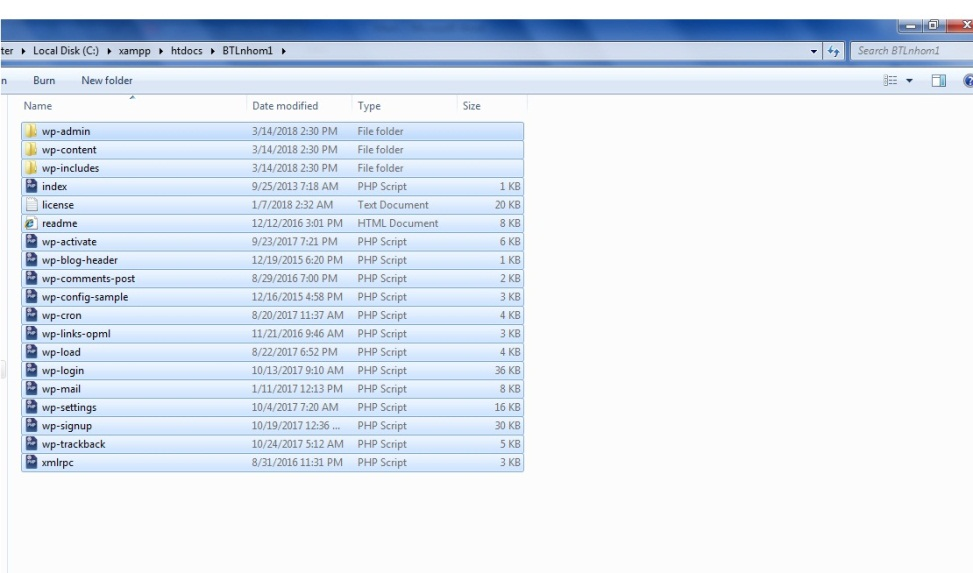 ter ▸ Local Disk (C:) ▸ xampp ▸ htdocs ▸ BTLnhom1 ▸ Search BTLnhom1
n Burn New folder
Name Date modified Type Size
wp-admin 3/14/2018 2:30 PM File folder
wp-content 3/14/2018 2:30 PM File folder
wp-includes 3/14/2018 2:30 PM File folder
index 9/25/2013 7:18 AM PHP Script 1 KB
license 1/7/2018 2:32 AM Text Document 20 KB
readme 12/12/2016 3:01 PM HTML Document 8 KB
wp-activate 9/23/2017 7:21 PM PHP Script 6 KB
wp-blog-header 12/19/2015 6:20 PM PHP Script 1 KB
wp-comments-post 8/29/2016 7:00 PM PHP Script 2 KB
wp-config-sample 12/16/2015 4:58 PM PHP Script 3 KB
wp-cron 8/20/2017 11:37 AM PHP Script 4 KB
wp-links-opml 11/21/2016 9:46 AM PHP Script 3 KB
wp-load 8/22/2017 6:52 PM PHP Script 4 KB
wp-login 10/13/2017 9:10 AM PHP Script 36 KB
wp-mail 1/11/2017 12:13 PM PHP Script 8 KB
wp-settings 10/4/2017 7:20 AM PHP Script 16 KB
wp-signup 10/19/2017 12:36 ... PHP Script 30 KB
wp-trackback 10/24/2017 5:12 AM PHP Script 5 KB
xmlrpc 8/31/2016 11:31 PM PHP Script 3 KB